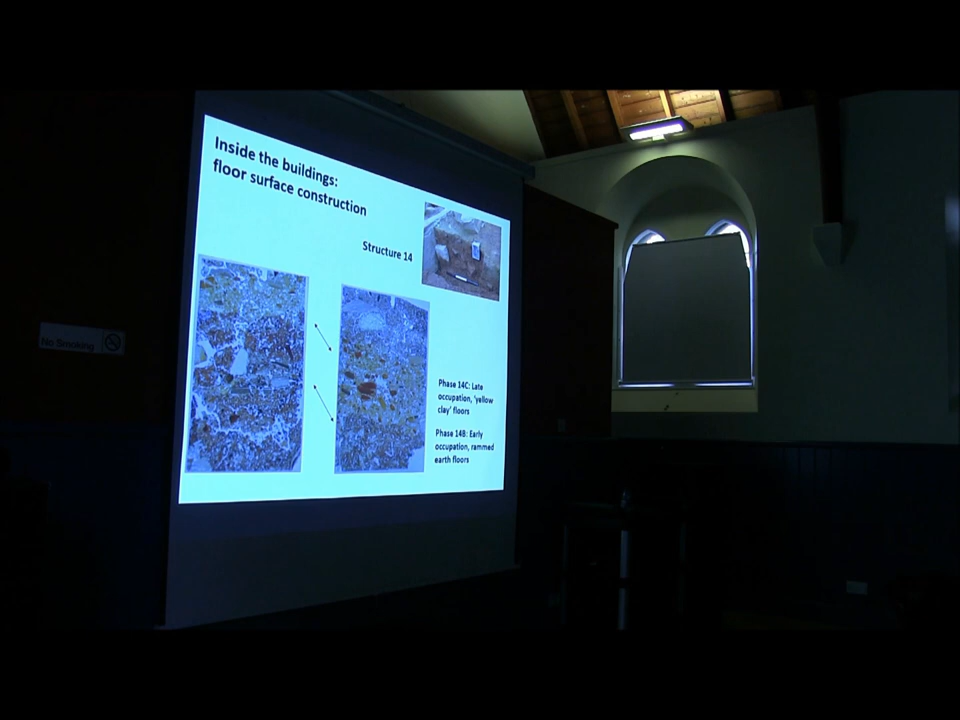 Inside the buildings:
floor surface construction
Structure 14
Phase 14C: Late
occupation, 'yellow
clay' floors
Phase 14B: Early
occupation, rammed
earth floors
No Smoking